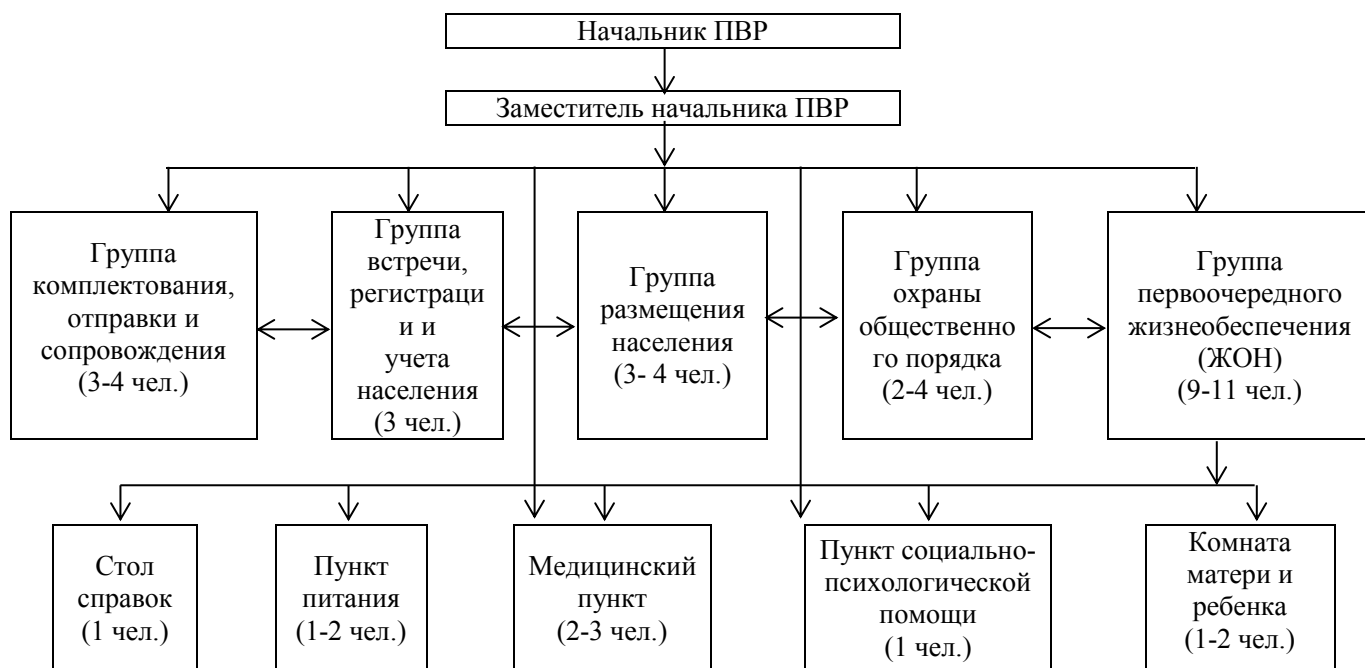 Начальник ПВР
Заместитель начальника ПВР
Группа
комплектования,
отправки и
сопровождения
(3-4 чел.)
Группа
встречи,
регистраци
и и
учета
населения
(3 чел.)
Группа
размещения
населения
(3- 4 чел.)
Группа
охраны
общественно
го порядка
(2-4 чел.)
Группа
первоочередного
жизнеобеспечения
(ЖОН)
(9-11 чел.)
Стол
справок
(1 чел.)
Пункт
питания
(1-2 чел.)
Медицинский
пункт
(2-3 чел.)
Пункт социально-
психологической
помощи
(1 чел.)
Комната
матери и
ребенка
(1-2 чел.)